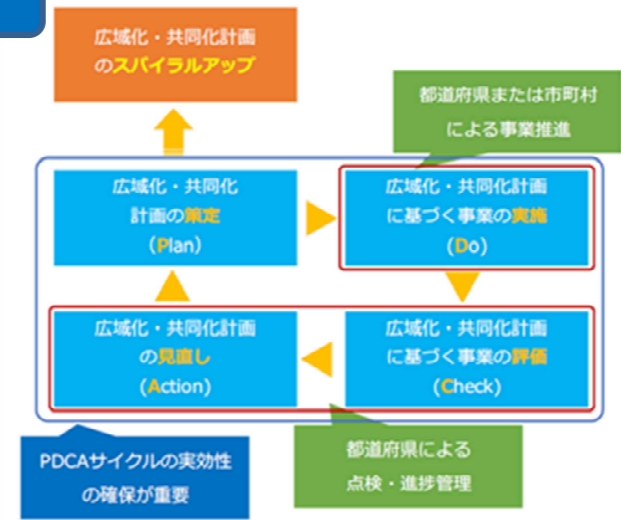 広域化・共同化計画
のスパイラルアップ
都道府県または市町村
による事業推進
広域化・共同化
計画の策定
(Plan)
広域化・共同化計画
に基づく事業の実施
(Do)
広域化・共同化計画
の見直し
(Action)
広域化・共同化計画
に基づく事業の評価
(Check)
PDCAサイクルの実効性
の確保が重要
都道府県による
点検・進捗管理